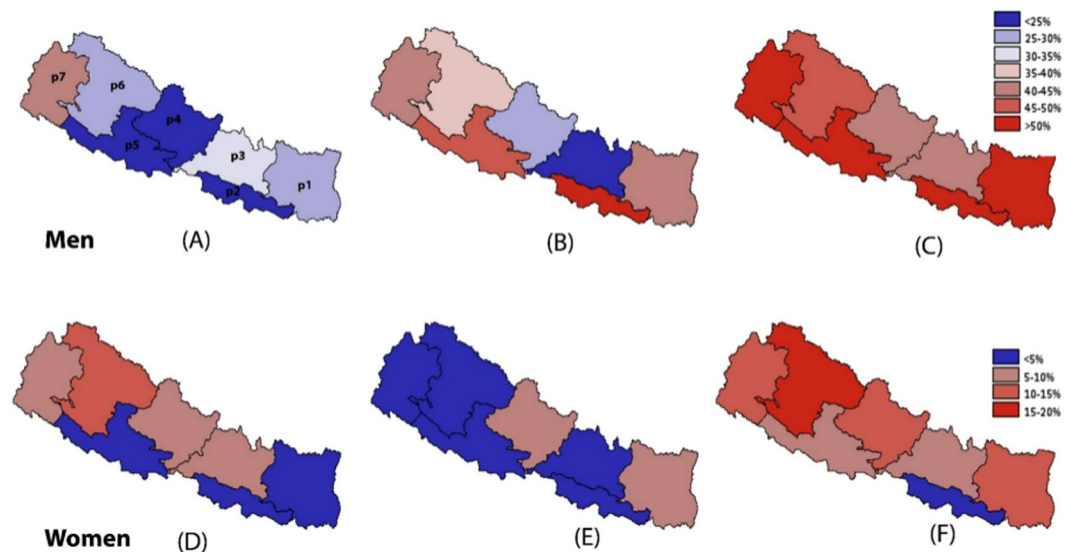 <25%
25-30%
30-35%
35-40%
40-45%
45-50%
>50%
p7
p6
p4
p5
p3
p2
p1
Men
(A)
(B)
(C)
<5%
5-10%
10-15%
15-20%
Women
(D)
(E)
(F)